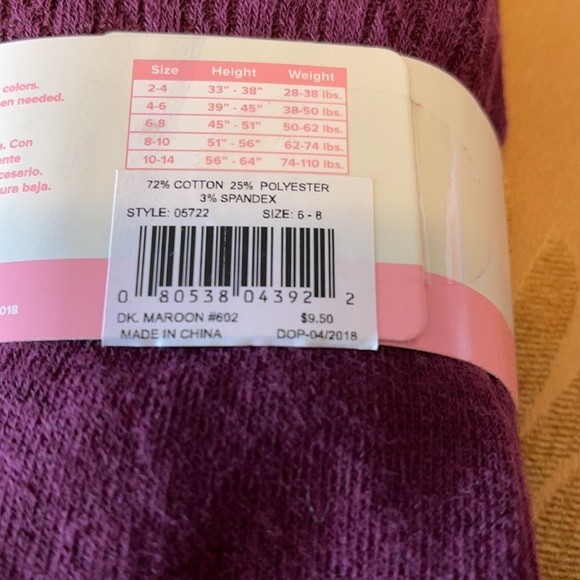 colors.
en needed.
a. Con
ente
cesario.
ura baja.
018
Size Height Weight
2-4 33" - 38" 28-38 lbs.
4-6 39" - 45" 38-50 lbs.
6-8 45" - 51" 50-62 lbs.
8-10 51" - 56" 62-74 lbs.
10-14 56" - 64" 74-110 lbs.
72% COTTON 25% POLYESTER
3% SPANDEX
STYLE: 05722 SIZE: 6 - 8
0 80538 04392 2
DK. MAROON #602 $9.50
MADE IN CHINA DOP-04/2018